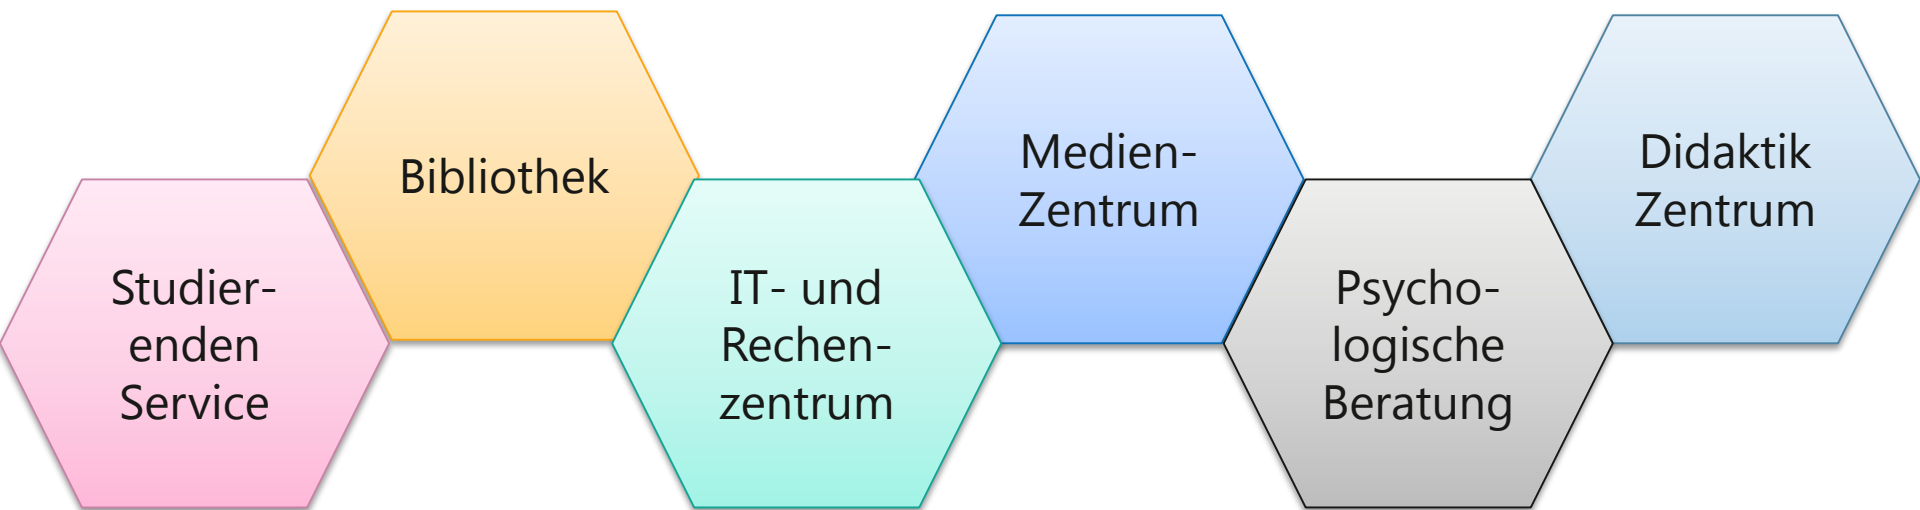 Studier-
enden
Service
Bibliothek
IT- und
Rechen-
zentrum
Medien-
Zentrum
Psycho-
logische
Beratung
Didaktik
Zentrum